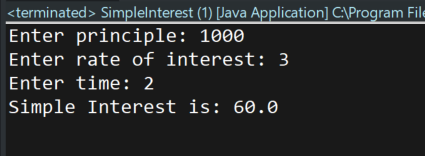 <terminated> SimpleInterest (1) [Java Application] C:\Program File
Enter principle: 1000
Enter rate of interest: 3
Enter time: 2
Simple Interest is: 60.0